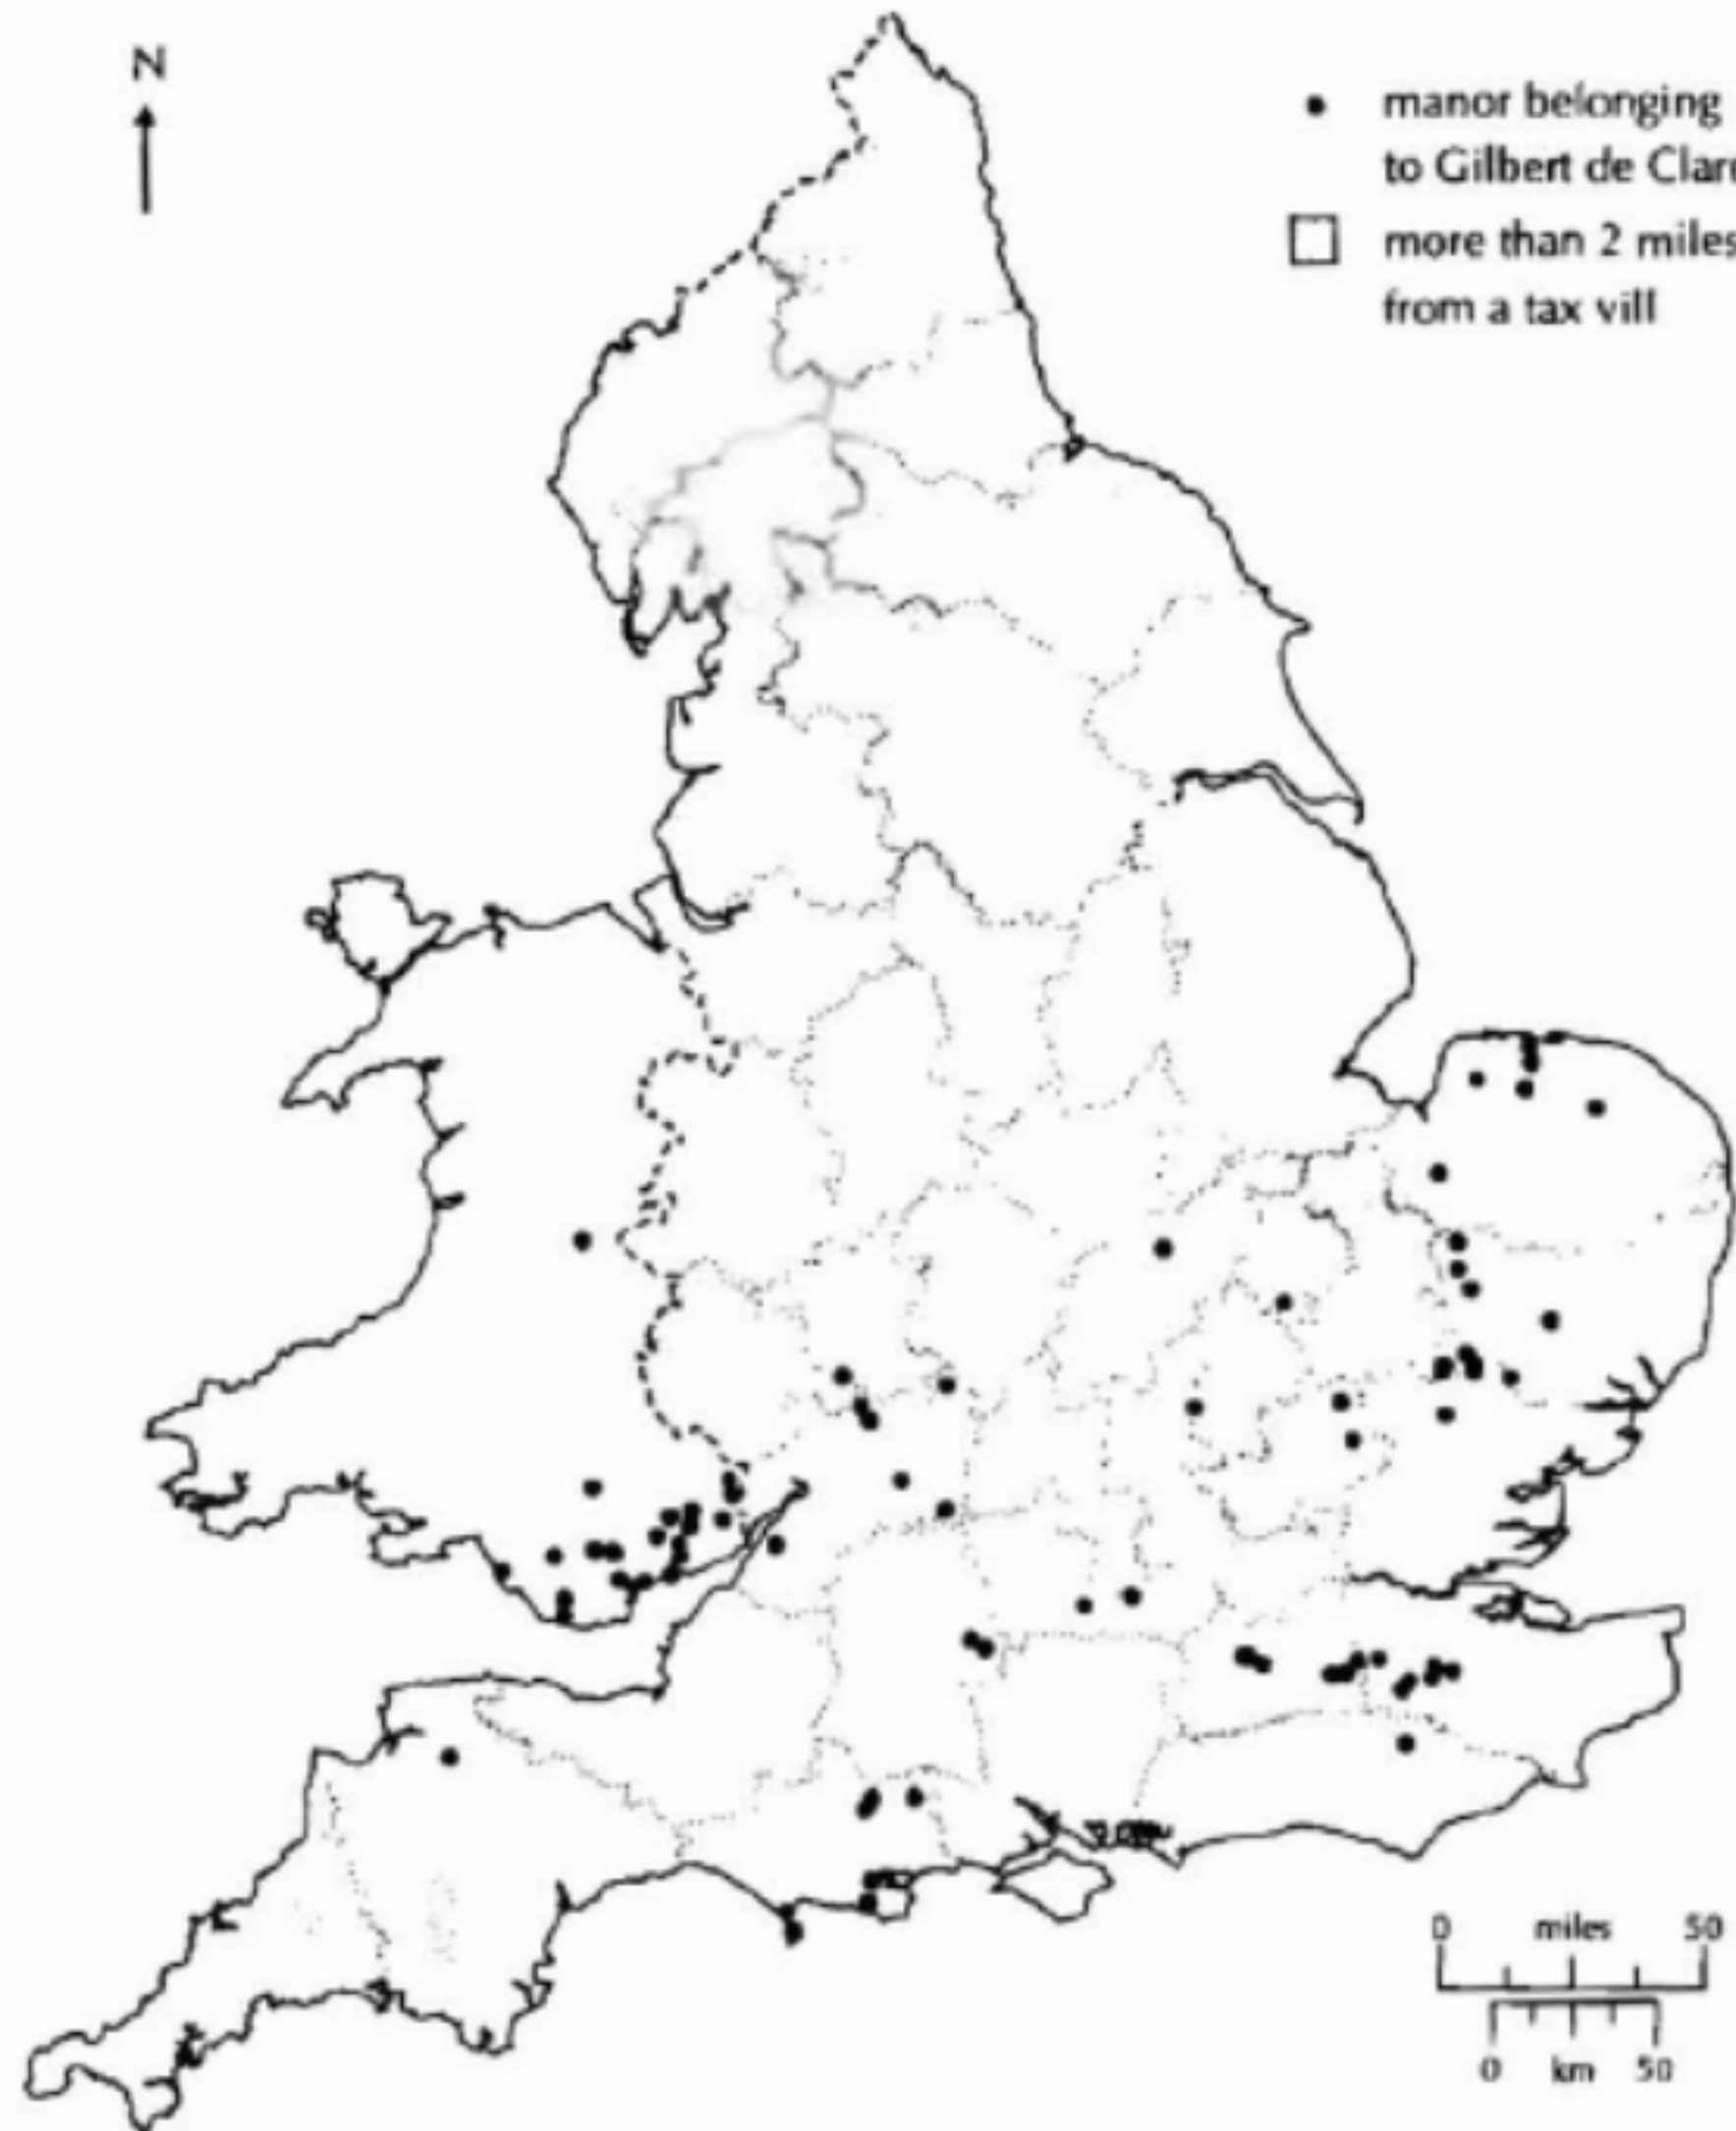 N
manor belonging
to Gilbert de Clar
more than 2 miles
from a tax vill
0 miles 50
0 km 50